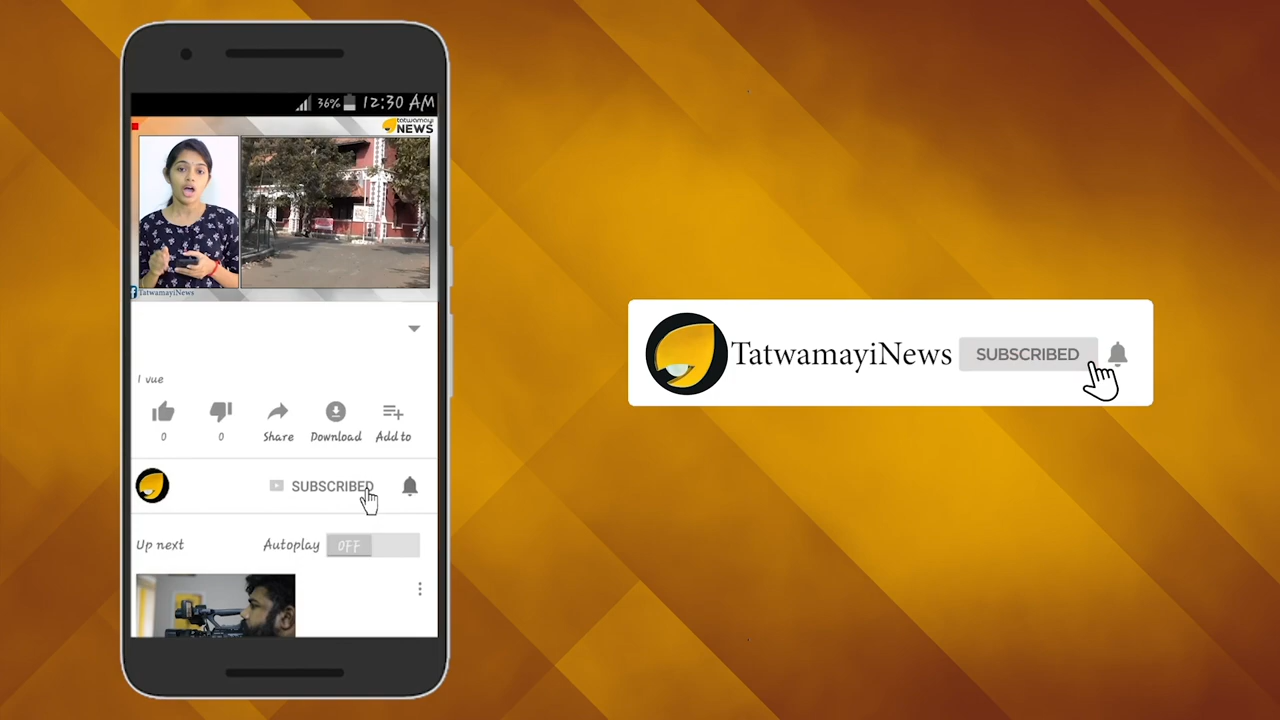 36% 12:30 AM
tatwamayi
NEWS
TatwamayiNews
1 vue
0 0 Share Download Add to
SUBSCRIBED
Up next Autoplay OFF
TatwamayiNews SUBSCRIBED